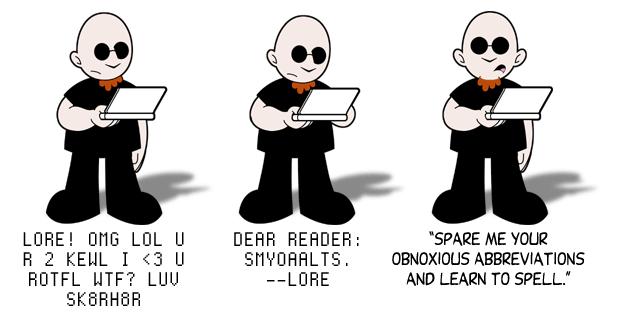 LORE! OMG LOL U
R 2 KEWL I <3 U
ROTFL WTF? LUV
SK8RH8R
DEAR READER:
SMYOAALTS.
--LORE
“SPARE ME YOUR
OBNOXIOUS ABBREVIATIONS
AND LEARN TO SPELL.”